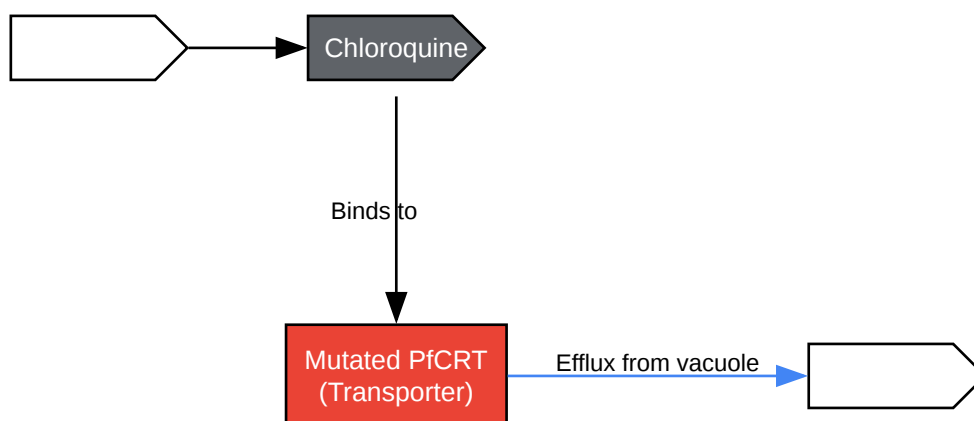 Chloroquine
Binds to
Mutated PfCRT
(Transporter)
Efflux from vacuole